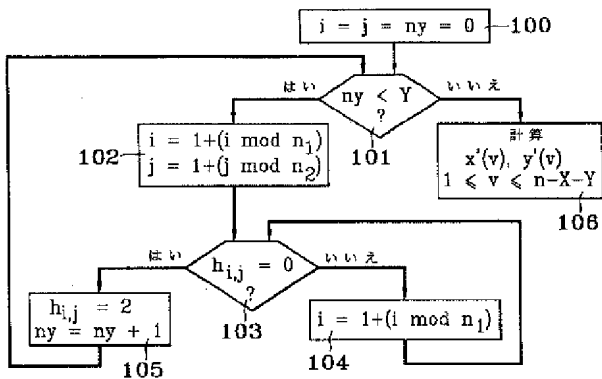 i = j = ny = 0
100
はい
ny < Y
?
いいえ
101
102
i = 1+(i mod n₁)
j = 1+(j mod n₂)
計算
x'(v), y'(v)
1 ⩽ v ⩽ n-X-Y
106
はい
hᵢ,ⱼ = 0
?
いいえ
103
hᵢ,ⱼ = 2
ny = ny + 1
105
i = 1+(i mod n₁)
104